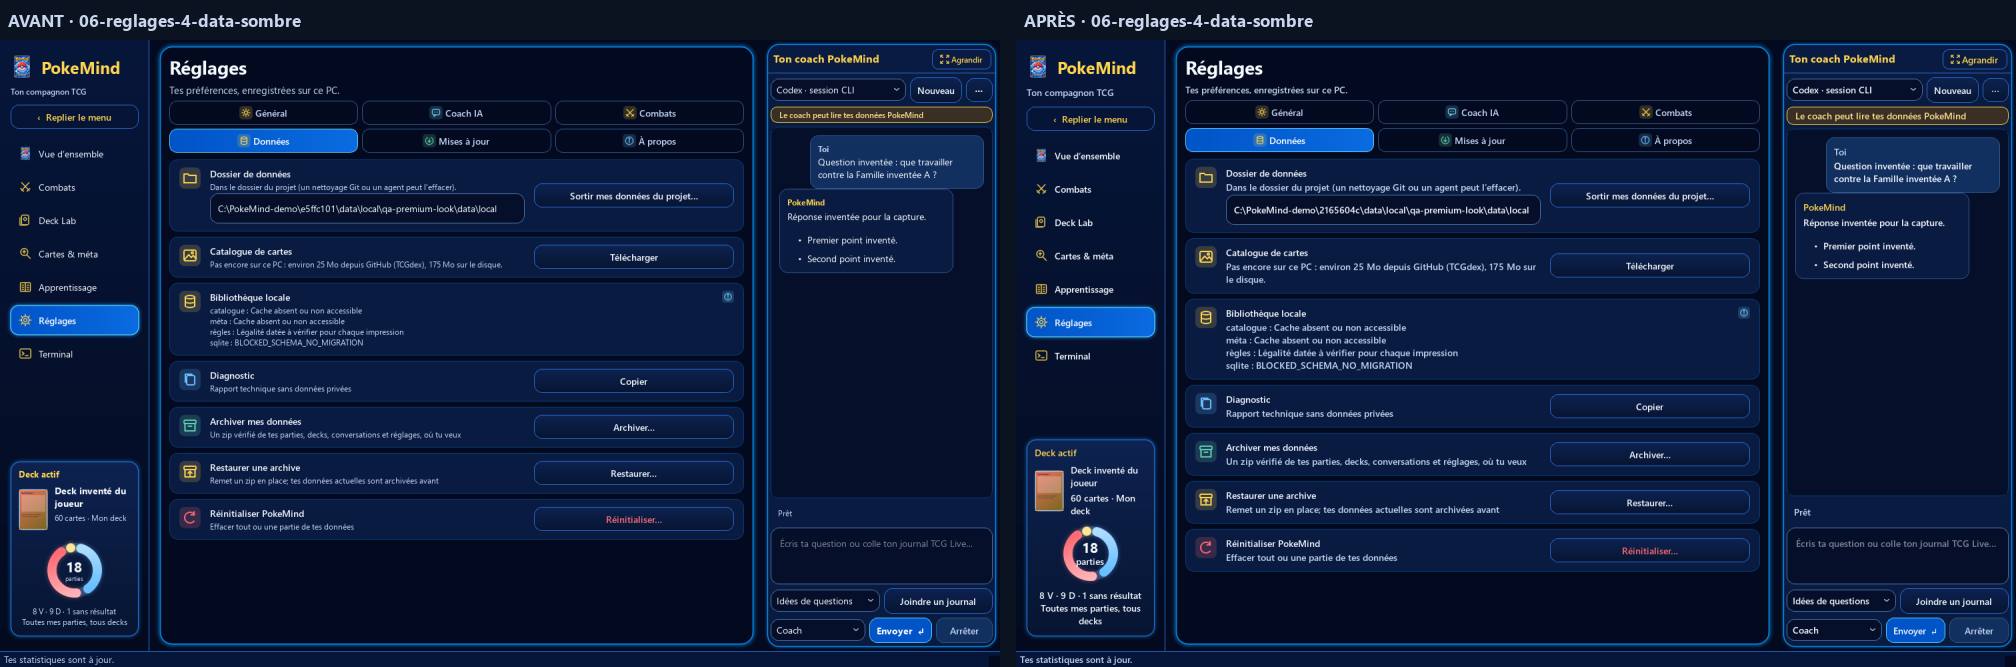 AVANT · 06-reglages-4-data-sombre
PokeMind
Ton compagnon TCG
‹ Replier le menu
Vue d'ensemble
Combats
Deck Lab
Cartes & méta
Apprentissage
Réglages
Terminal
Deck actif
Deck inventé du
joueur
60 cartes · Mon deck
18
parties
8 V · 9 D · 1 sans résultat
Toutes mes parties, tous decks
Réglages
Tes préférences, enregistrées sur ce PC.
Général
Coach IA
Combats
Données
Mises à jour
À propos
Dossier de données
Dans le dossier du projet (un nettoyage Git ou un agent peut l'effacer).
C:\PokeMind-demo\e5ffc101\data\local\qa-premium-look\data\local
Sortir mes données du projet...
Catalogue de cartes
Pas encore sur ce PC : environ 25 Mo depuis GitHub (TCGdex), 175 Mo sur le disque.
Télécharger
Bibliothèque locale
catalogue : Cache absent ou non accessible
méta : Cache absent ou non accessible
règles : Légalité datée à vérifier pour chaque impression
sqlite : BLOCKED_SCHEMA_NO_MIGRATION
Diagnostic
Rapport technique sans données privées
Copier
Archiver mes données
Un zip vérifié de tes parties, decks, conversations et réglages, où tu veux
Archiver...
Restaurer une archive
Remet un zip en place; tes données actuelles sont archivées avant
Restaurer...
Réinitialiser PokeMind
Effacer tout ou une partie de tes données
Réinitialiser...
Ton coach PokeMind
Agrandir
Codex · session CLI
Nouveau
...
Le coach peut lire tes données PokeMind
Toi
Question inventée : que travailler
contre la Famille inventée A ?
PokeMind
Réponse inventée pour la capture.
• Premier point inventé.
• Second point inventé.
Prêt
Écris ta question ou colle ton journal TCG Live...
Idées de questions
Joindre un journal
Coach
Envoyer ↲
Arrêter
Tes statistiques sont à jour.
APRÈS · 06-reglages-4-data-sombre
PokeMind
Ton compagnon TCG
‹ Replier le menu
Vue d'ensemble
Combats
Deck Lab
Cartes & méta
Apprentissage
Réglages
Terminal
Deck actif
Deck inventé du
joueur
60 cartes · Mon
deck
18
parties
8 V · 9 D · 1 sans résultat
Toutes mes parties, tous
decks
Réglages
Tes préférences, enregistrées sur ce PC.
Général
Coach IA
Combats
Données
Mises à jour
À propos
Dossier de données
Dans le dossier du projet (un nettoyage Git ou un agent peut l'effacer).
C:\PokeMind-demo\2165604c\data\local\qa-premium-look\data\local
Sortir mes données du projet...
Catalogue de cartes
Pas encore sur ce PC : environ 25 Mo depuis GitHub (TCGdex), 175 Mo sur
le disque.
Télécharger
Bibliothèque locale
catalogue : Cache absent ou non accessible
méta : Cache absent ou non accessible
règles : Légalité datée à vérifier pour chaque impression
sqlite : BLOCKED_SCHEMA_NO_MIGRATION
Diagnostic
Rapport technique sans données privées
Copier
Archiver mes données
Un zip vérifié de tes parties, decks, conversations et réglages, où tu veux
Archiver...
Restaurer une archive
Remet un zip en place; tes données actuelles sont archivées avant
Restaurer...
Réinitialiser PokeMind
Effacer tout ou une partie de tes données
Réinitialiser...
Ton coach PokeMind
Agrandir
Codex · session CLI
Nouveau
...
Le coach peut lire tes données PokeMind
Toi
Question inventée : que travailler
contre la Famille inventée A ?
PokeMind
Réponse inventée pour la capture.
• Premier point inventé.
• Second point inventé.
Prêt
Écris ta question ou colle ton journal TCG Live...
Idées de questions
Joindre un journal
Coach
Envoyer ↲
Arrêter
Tes statistiques sont à jour.